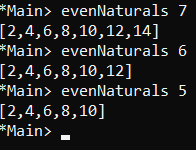 *Main> evenNaturals 7
[2,4,6,8,10,12,14]
*Main> evenNaturals 6
[2,4,6,8,10,12]
*Main> evenNaturals 5
[2,4,6,8,10]
*Main>